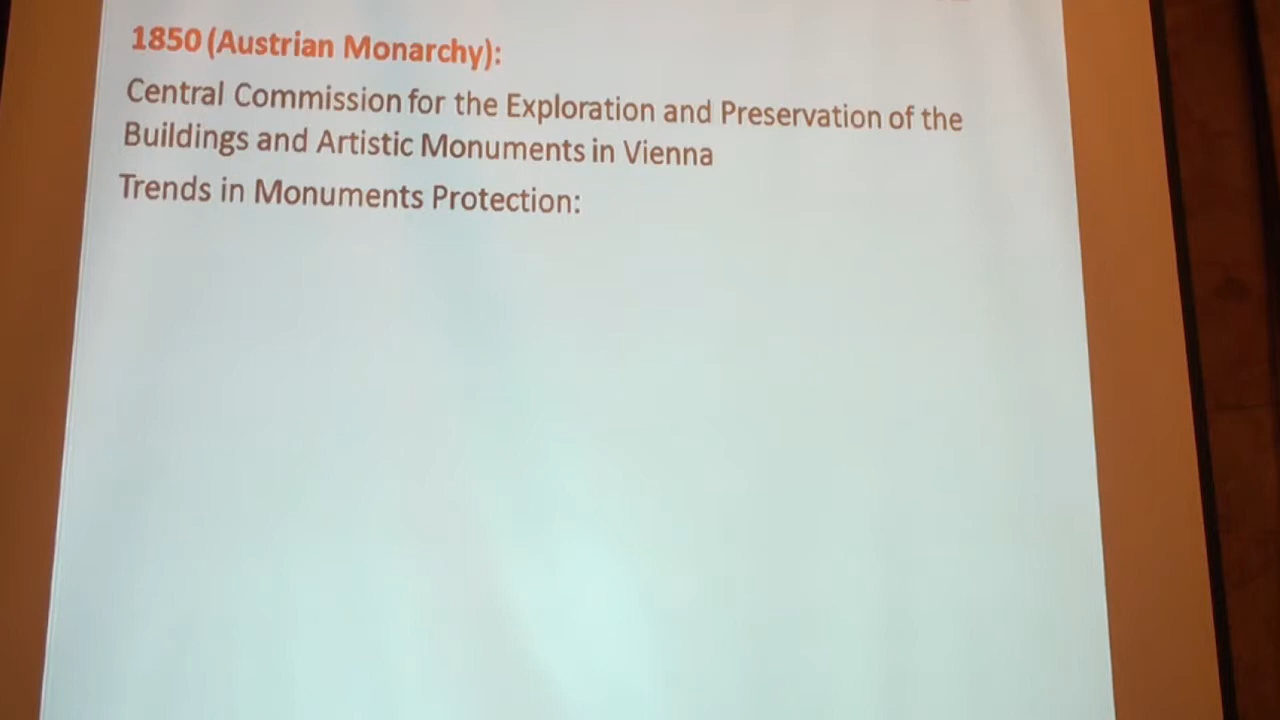 1850 (Austrian Monarchy):
Central Commission for the Exploration and Preservation of the
Buildings and Artistic Monuments in Vienna
Trends in Monuments Protection: